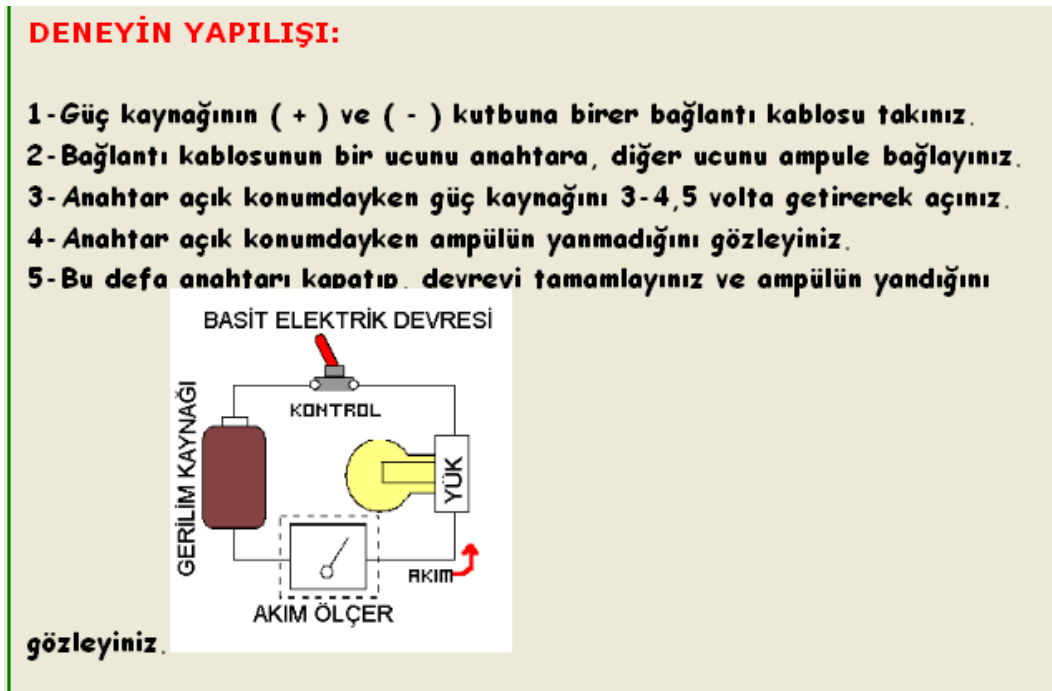 DENEYİN YAPILIŞI:
1-Güç kaynağının ( + ) ve ( - ) kutbuna birer bağlantı kablosu takınız.
2-Bağlantı kablosunun bir ucunu anahtara, diğer ucunu ampule bağlayınız.
3-Anahtar açık konumdayken güç kaynağını 3-4,5 volta getirerek açınız.
4-Anahtar açık konumdayken ampülün yanmadığını gözleyiniz.
5-Bu defa anahtarı kapatıp, devreyi tamamlayınız ve ampülün yandığını
BASİT ELEKTRİK DEVRESİ
KONTROL
GERİLİM KAYNAĞI
YÜK
AKIM
AKIM ÖLÇER
gözleyiniz.